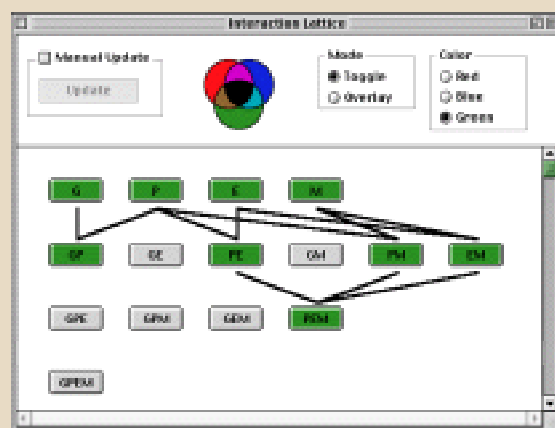 Interaction Lattice
Manual Update
Update
Mode
Toggle
Overlay
Color
Red
Blue
Green
G P E M
GP GE PE GM PM EM
GPE GPM GEM PEM
GPEM